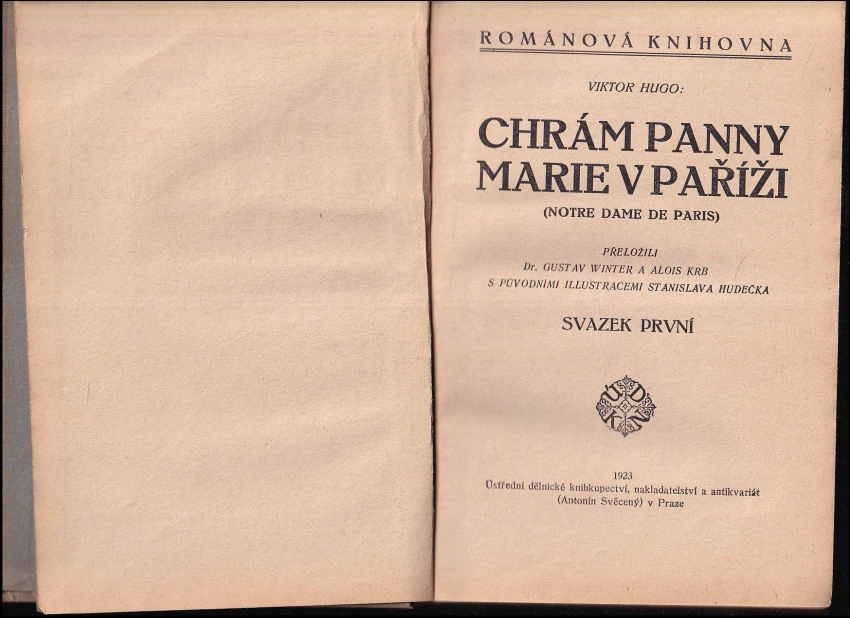 ROMÁNOVÁ KNIHOVNA
VIKTOR HUGO:
CHRÁM PANNY
MARIE V PAŘÍŽI
(NOTRE DAME DE PARIS)
PŘELOŽILI
Dr. GUSTAV WINTER A ALOIS KRB
S PŮVODNÍMI ILLUSTRACEMI STANISLAVA HUDEČKA
SVAZEK PRVNÍ
Ú D
K N
1923
Ústřední dělnické knihkupectví, nakladatelství a antikvariát
(Antonín Svěcený) v Praze